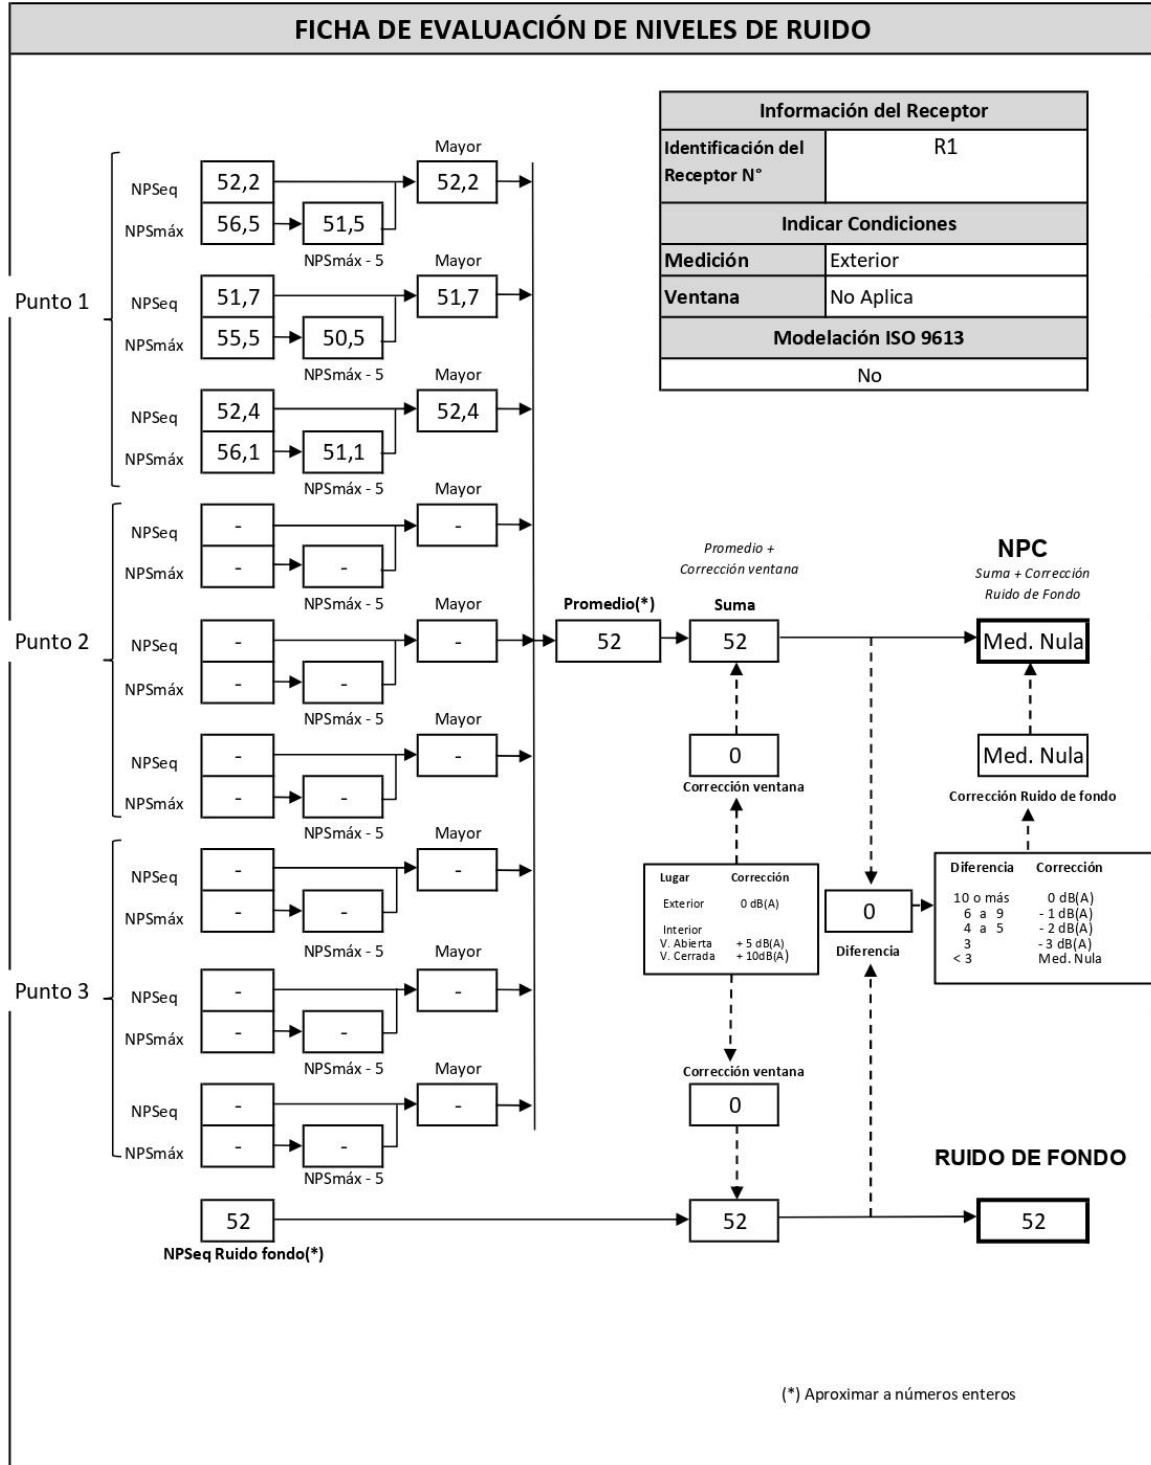 FICHA DE EVALUACIÓN DE NIVELES DE RUIDO
Información del Receptor
Identificación del Receptor N°
R1
Indicar Condiciones
Medición
Exterior
Ventana
No Aplica
Modelación ISO 9613
No
Punto 1
Mayor
NPSeq
52,2
52,2
NPSmáx
56,5
51,5
NPSmáx - 5
Mayor
NPSeq
51,7
51,7
NPSmáx
55,5
50,5
NPSmáx - 5
Mayor
NPSeq
52,4
52,4
NPSmáx
56,1
51,1
NPSmáx - 5
Punto 2
Mayor
NPSeq
-
-
NPSmáx
-
-
NPSmáx - 5
Mayor
NPSeq
-
-
NPSmáx
-
-
NPSmáx - 5
Mayor
NPSeq
-
-
NPSmáx
-
-
NPSmáx - 5
Punto 3
Mayor
NPSeq
-
-
NPSmáx
-
-
NPSmáx - 5
Mayor
NPSeq
-
-
NPSmáx
-
-
NPSmáx - 5
Mayor
NPSeq
-
-
NPSmáx
-
-
NPSmáx - 5
Promedio(*)
52
Promedio +
Corrección ventana
Suma
52
0
Corrección ventana
Lugar Corrección
Exterior 0 dB(A)
Interior
V. Abierta + 5 dB(A)
V. Cerrada + 10dB(A)
Corrección ventana
0
NPC
Suma + Corrección
Ruido de Fondo
Med. Nula
Med. Nula
Corrección Ruido de fondo
Diferencia Corrección
10 o más 0 dB(A)
6 a 9 - 1 dB(A)
4 a 5 - 2 dB(A)
3 - 3 dB(A)
< 3 Med. Nula
0
Diferencia
RUIDO DE FONDO
52
52
52
NPSeq Ruido fondo(*)
(*) Aproximar a números enteros